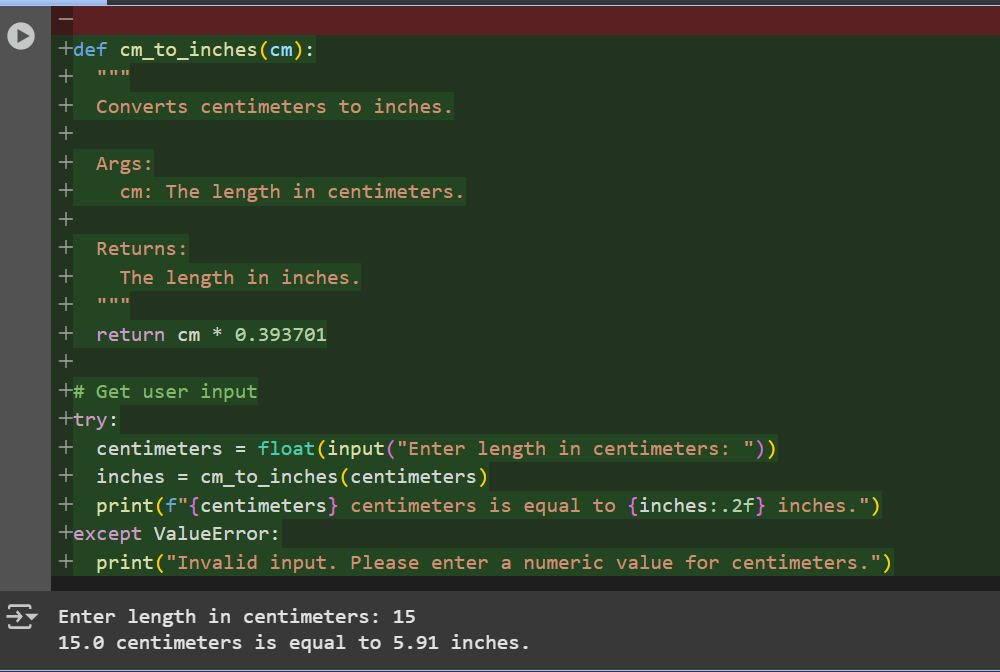 −
+def cm_to_inches(cm):
+  """
+  Converts centimeters to inches.
+
+  Args:
+    cm: The length in centimeters.
+
+  Returns:
+    The length in inches.
+  """
+  return cm * 0.393701
+
+# Get user input
+try:
+  centimeters = float(input("Enter length in centimeters: "))
+  inches = cm_to_inches(centimeters)
+  print(f"{centimeters} centimeters is equal to {inches:.2f} inches.")
+except ValueError:
+  print("Invalid input. Please enter a numeric value for centimeters.")
Enter length in centimeters: 15
15.0 centimeters is equal to 5.91 inches.